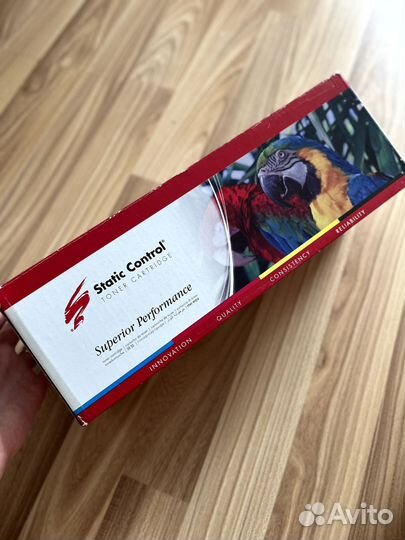 Static Control®
TONER CARTRIDGE
Superior Performance
INNOVATION QUALITY CONSISTENCY RELIABILITY
Avito